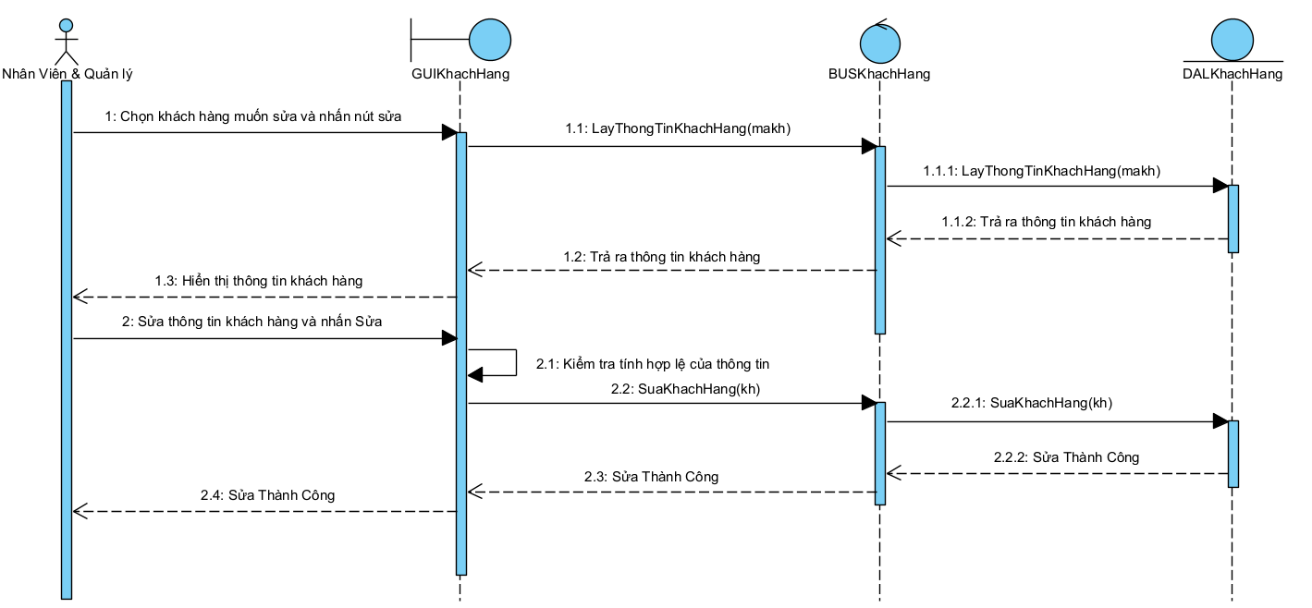 Nhân Viên & Quản lý
GUIKhachHang
BUSKhachHang
DALKhachHang
1: Chọn khách hàng muốn sửa và nhấn nút sửa
1.1: LayThongTinKhachHang(makh)
1.1.1: LayThongTinKhachHang(makh)
1.1.2: Trả ra thông tin khách hàng
1.2: Trả ra thông tin khách hàng
1.3: Hiển thị thông tin khách hàng
2: Sửa thông tin khách hàng và nhấn Sửa
2.1: Kiểm tra tính hợp lệ của thông tin
2.2: SuaKhachHang(kh)
2.2.1: SuaKhachHang(kh)
2.2.2: Sửa Thành Công
2.3: Sửa Thành Công
2.4: Sửa Thành Công